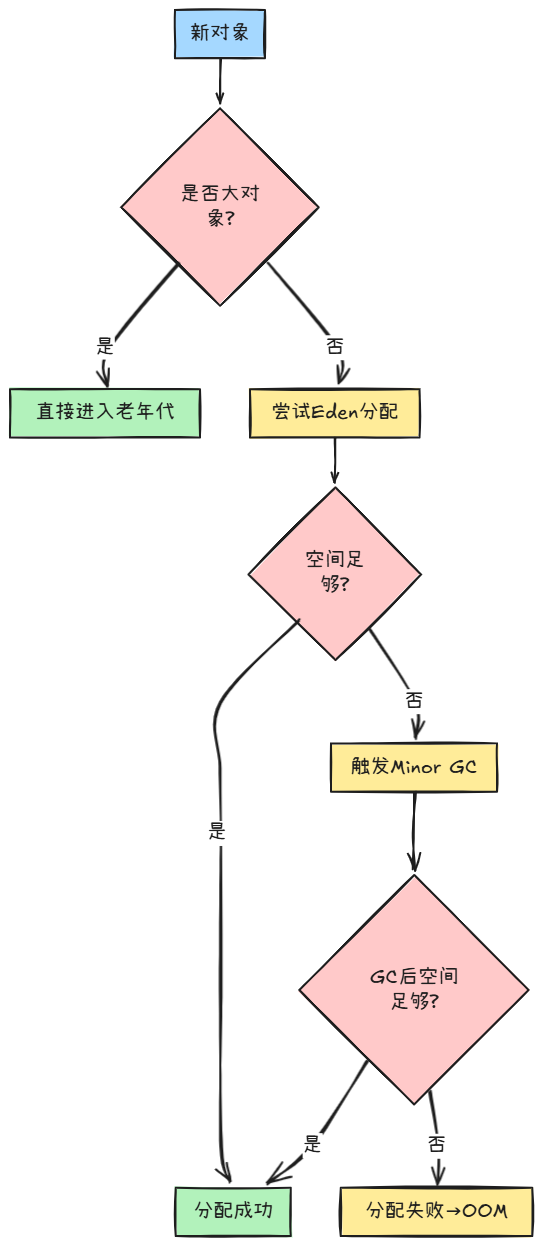 新对象
是否大对
象?
是
否
直接进入老年代
尝试Eden分配
空间足
够?
否
触发Minor GC
是
GC后空间
足够?
是
否
分配成功
分配失败→OOM